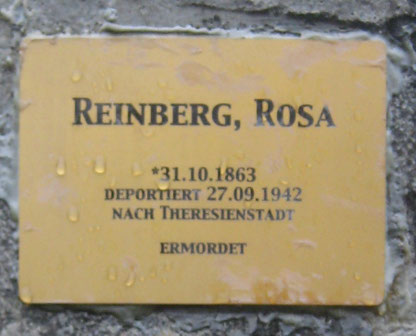 REINBERG, ROSA
*31.10.1863
DEPORTIERT 27.09.1942
NACH THERESIENSTADT
ERMORDET